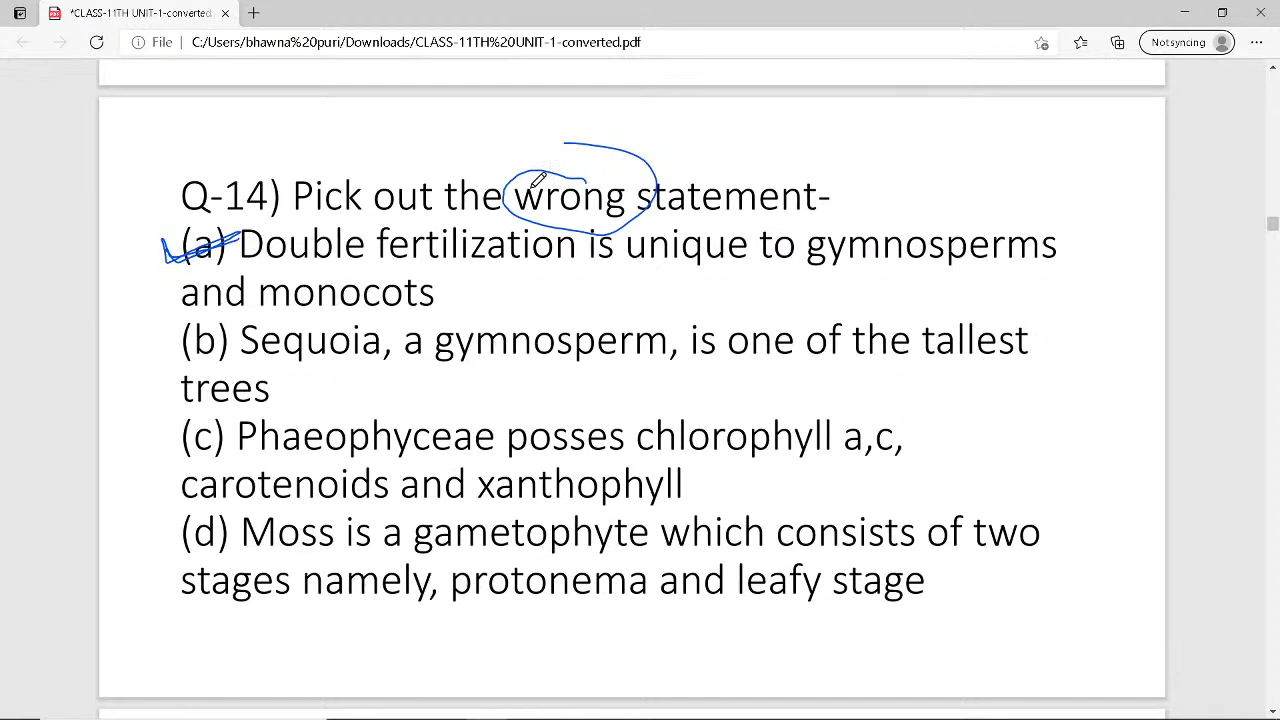 *CLASS-11TH UNIT-1-converted.
File | C:/Users/bhawna%20puri/Downloads/CLASS-11TH%20UNIT-1-converted.pdf
Not syncing
Q-14) Pick out the wrong statement-
(a) Double fertilization is unique to gymnosperms
and monocots
(b) Sequoia, a gymnosperm, is one of the tallest
trees
(c) Phaeophyceae posses chlorophyll a,c,
carotenoids and xanthophyll
(d) Moss is a gametophyte which consists of two
stages namely, protonema and leafy stage